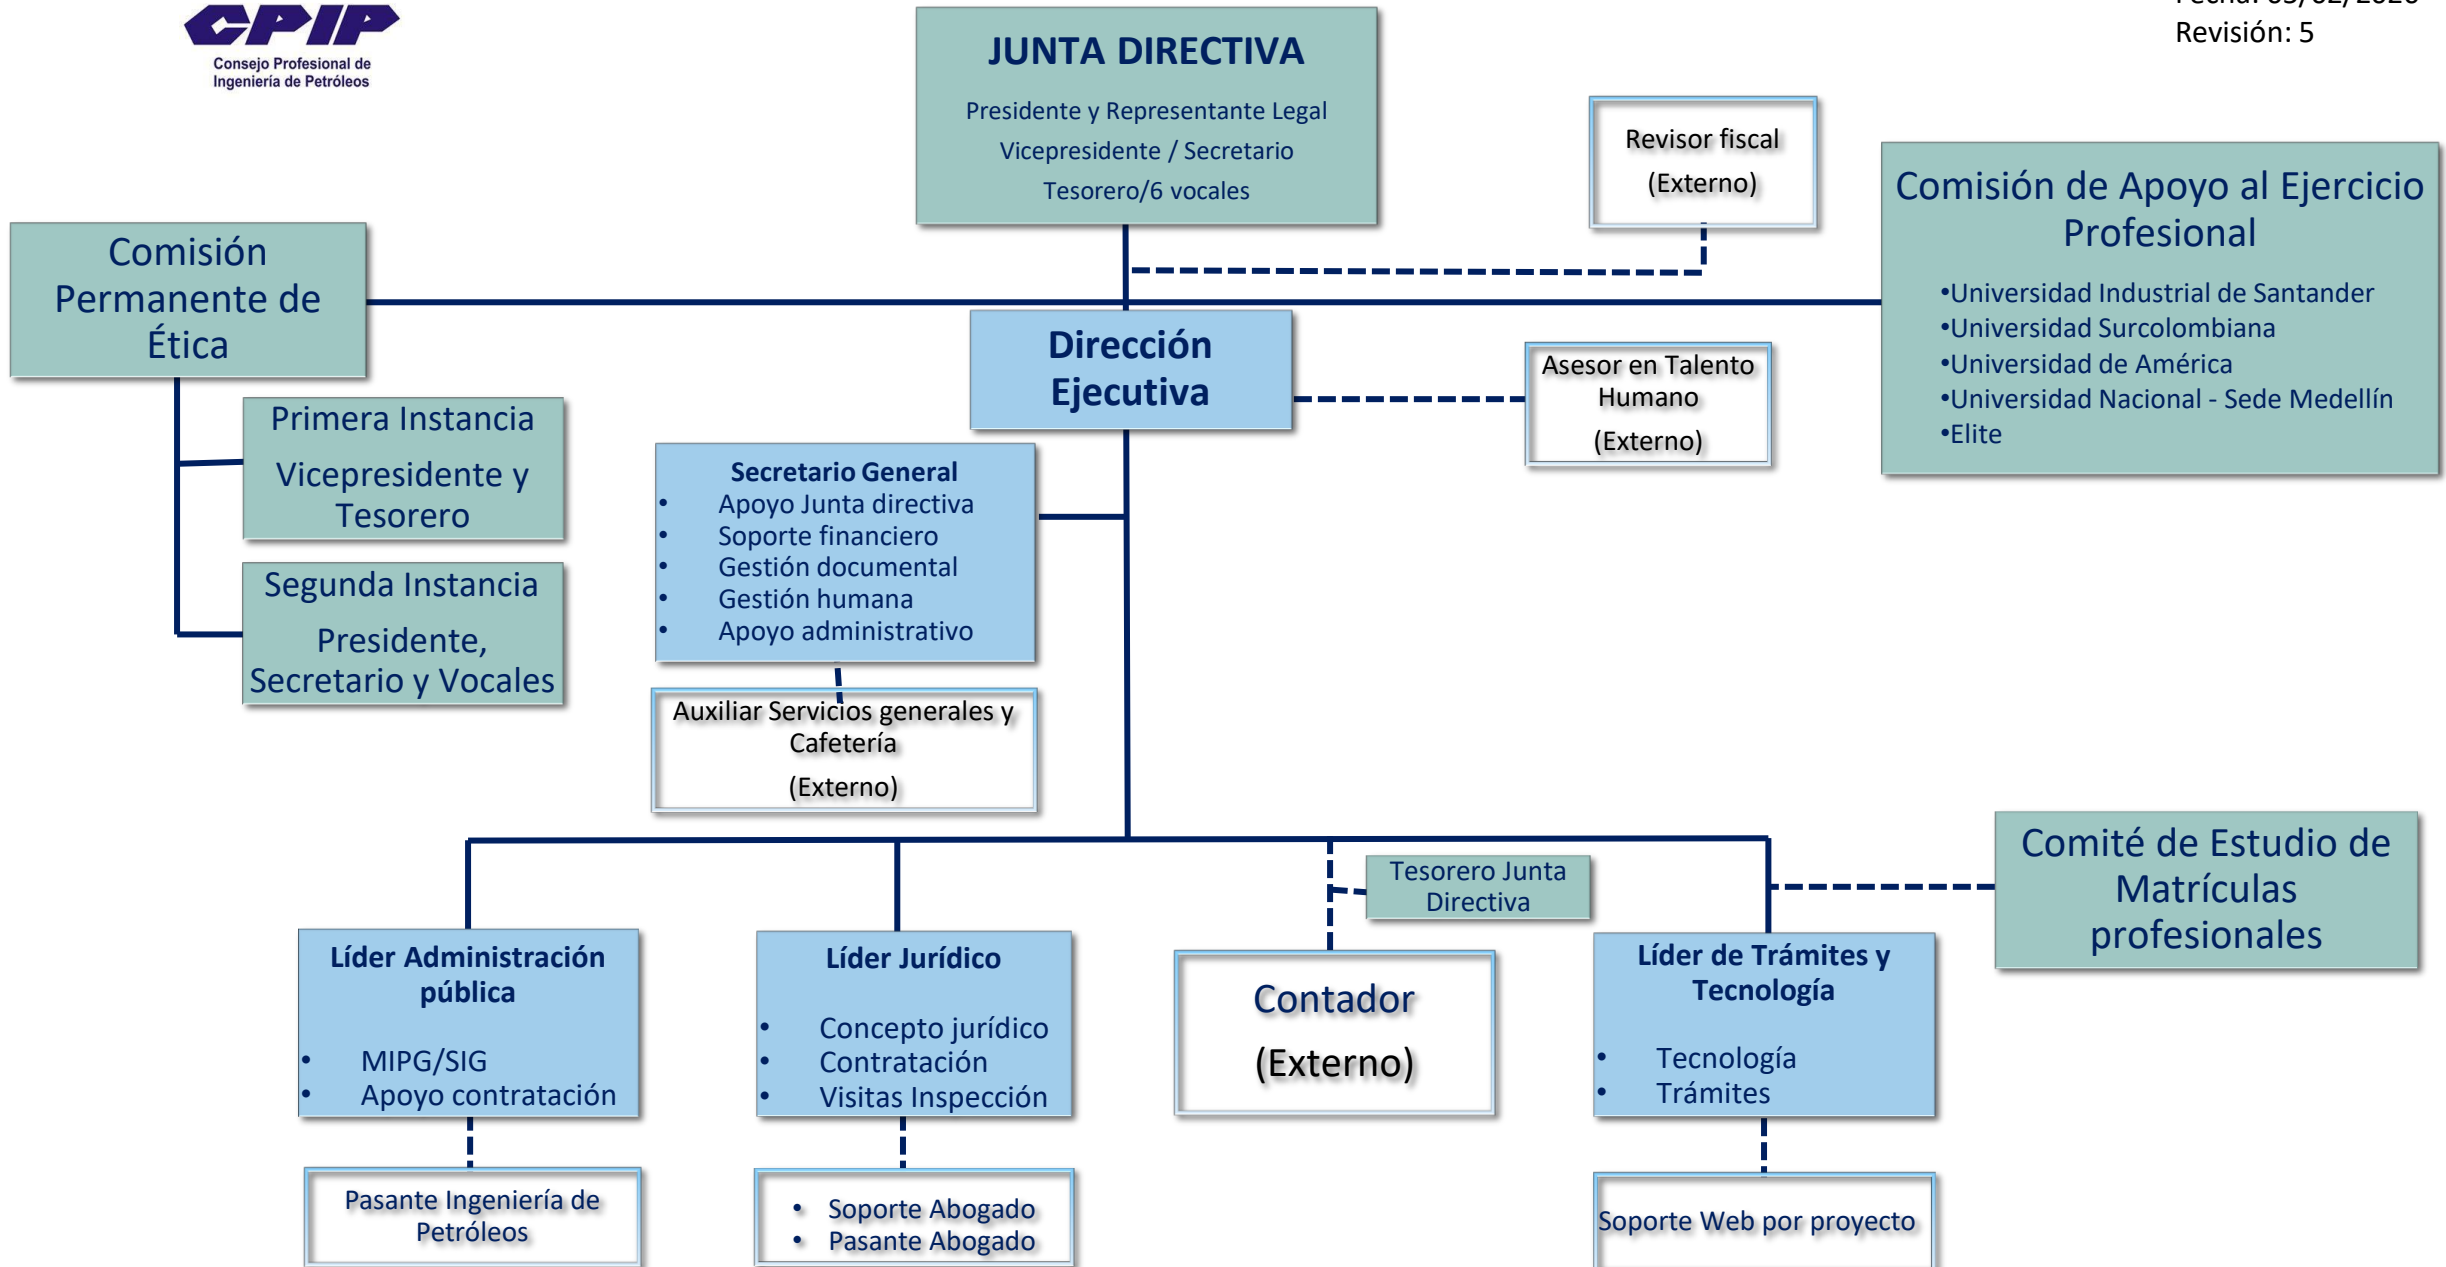 CPIP
Consejo Profesional de
Ingeniería de Petróleos
Revisión: 5
JUNTA DIRECTIVA
Presidente y Representante Legal
Vicepresidente / Secretario
Tesorero/6 vocales
Revisor fiscal
(Externo)
Comisión de Apoyo al Ejercicio
Profesional
•Universidad Industrial de Santander
•Universidad Surcolombiana
•Universidad de América
•Universidad Nacional - Sede Medellín
•Elite
Comisión
Permanente de
Ética
Primera Instancia
Vicepresidente y
Tesorero
Segunda Instancia
Presidente,
Secretario y Vocales
Dirección
Ejecutiva
Asesor en Talento
Humano
(Externo)
Secretario General
• Apoyo Junta directiva
• Soporte financiero
• Gestión documental
• Gestión humana
• Apoyo administrativo
Auxiliar Servicios generales y
Cafetería
(Externo)
Tesorero Junta
Directiva
Comité de Estudio de
Matrículas
profesionales
Líder Administración
pública
• MIPG/SIG
• Apoyo contratación
Líder Jurídico
• Concepto jurídico
• Contratación
• Visitas Inspección
Contador
(Externo)
Líder de Trámites y
Tecnología
• Tecnología
• Trámites
Pasante Ingeniería de
Petróleos
• Soporte Abogado
• Pasante Abogado
Soporte Web por proyecto